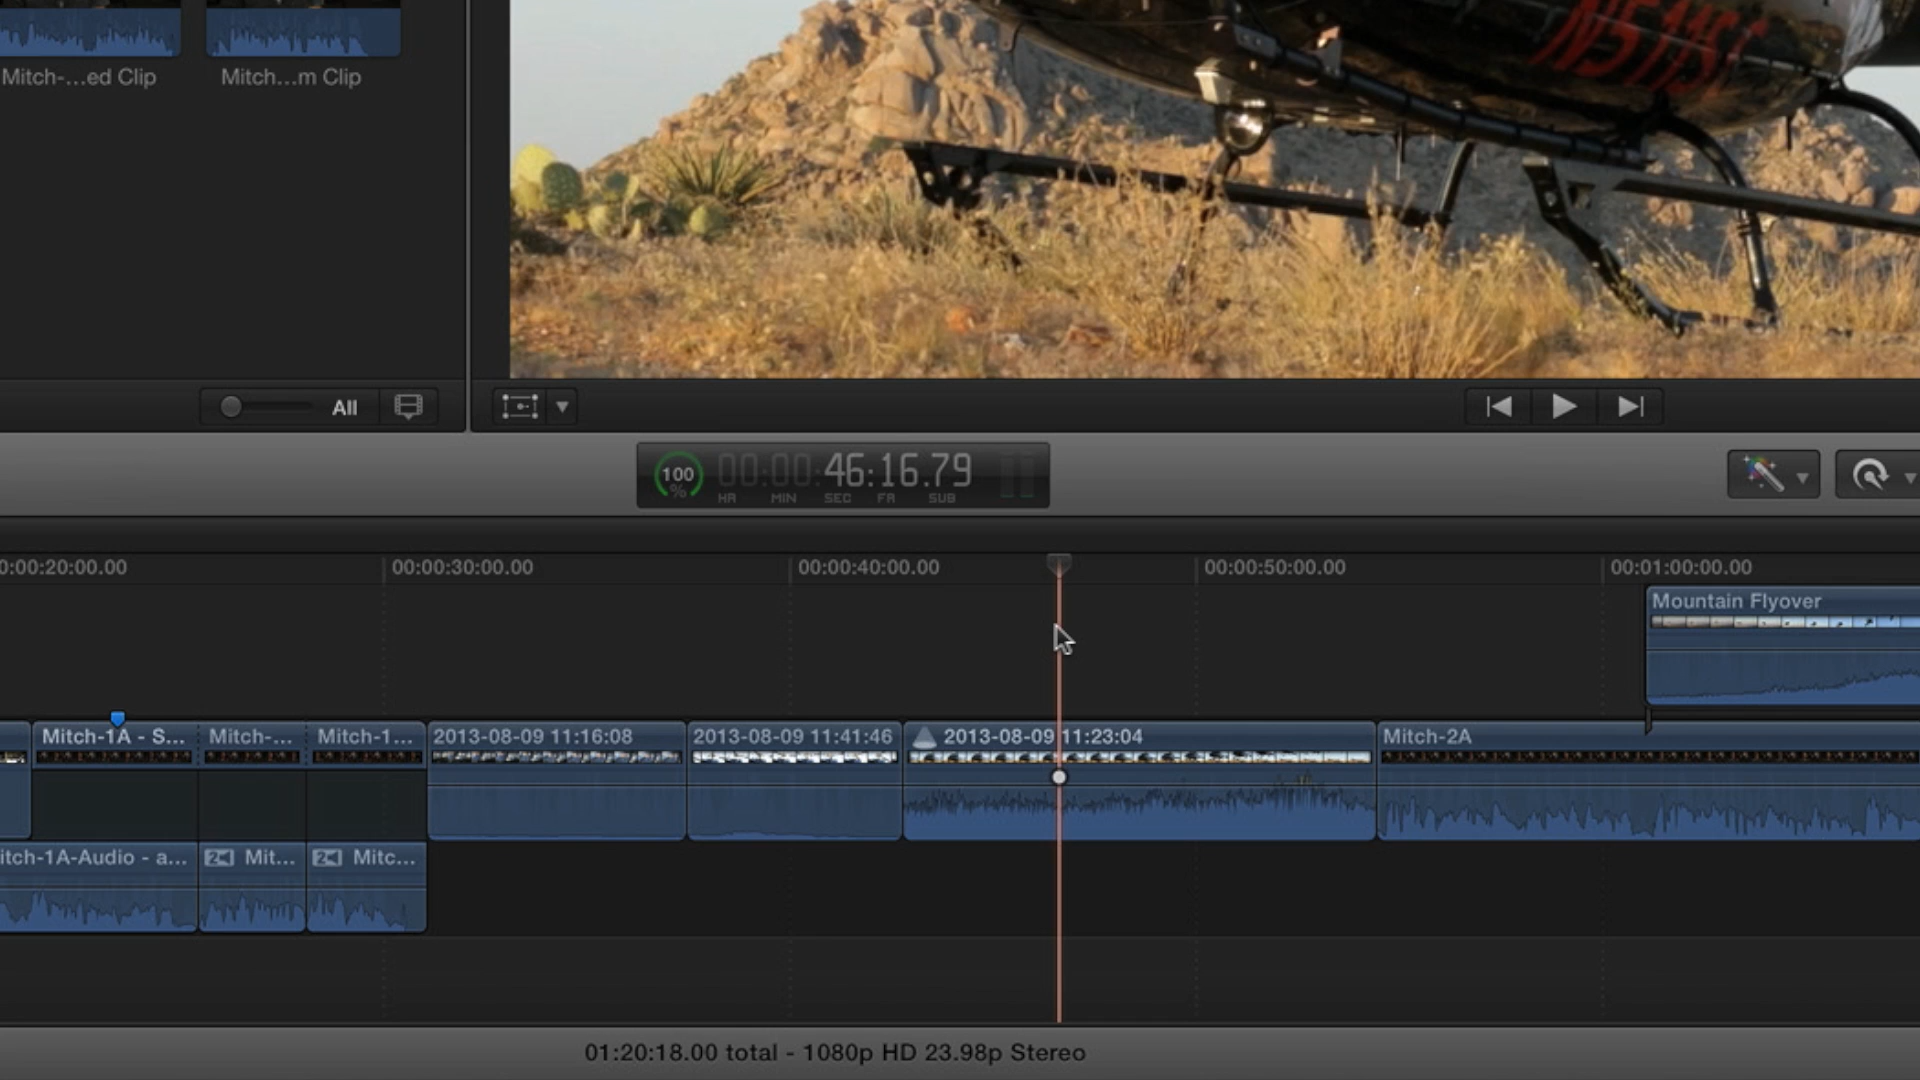 Mitch-...ed Clip
Mitch...m Clip
N511SC
All
100
%
00:00:46:16.79
HR MIN SEC FR SUB
0:00:20:00.00
00:00:30:00.00
00:00:40:00.00
00:00:50:00.00
00:01:00:00.00
Mountain Flyover
Mitch-1A - S...
Mitch-...
Mitch-1...
2013-08-09 11:16:08
2013-08-09 11:41:46
2013-08-09 11:23:04
Mitch-2A
itch-1A-Audio - a...
2 Mit...
2 Mitc...
01:20:18.00 total - 1080p HD 23.98p Stereo